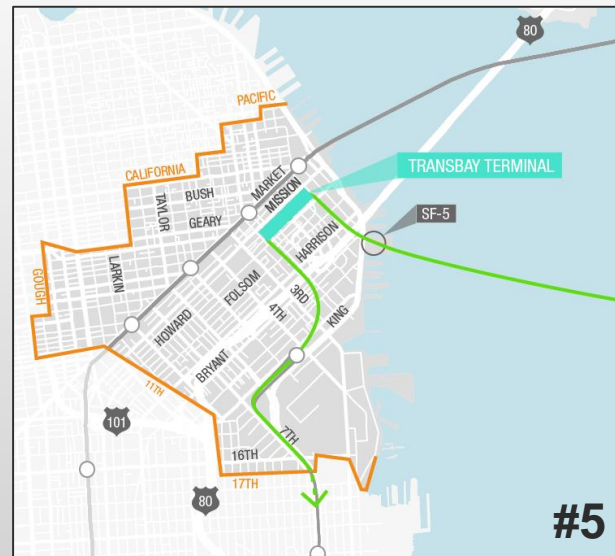 80
PACIFIC
CALIFORNIA
MARKET
TRANSBAY TERMINAL
BUSH
MISSION
TAYLOR
GEARY
SF-5
HARRISON
GOUGH
LARKIN
FOLSOM
3RD
KING
HOWARD
4TH
BRYANT
11TH
101
7TH
16TH
17TH
80
#5